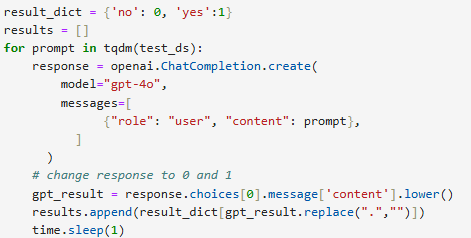 result_dict = {'no': 0, 'yes':1}
results = []
for prompt in tqdm(test_ds):
    response = openai.ChatCompletion.create(
        model="gpt-4o",
        messages=[
              {"role": "user", "content": prompt},
          ]
      )
    # change response to 0 and 1
    gpt_result = response.choices[0].message['content'].lower()
    results.append(result_dict[gpt_result.replace(".","")])
    time.sleep(1)